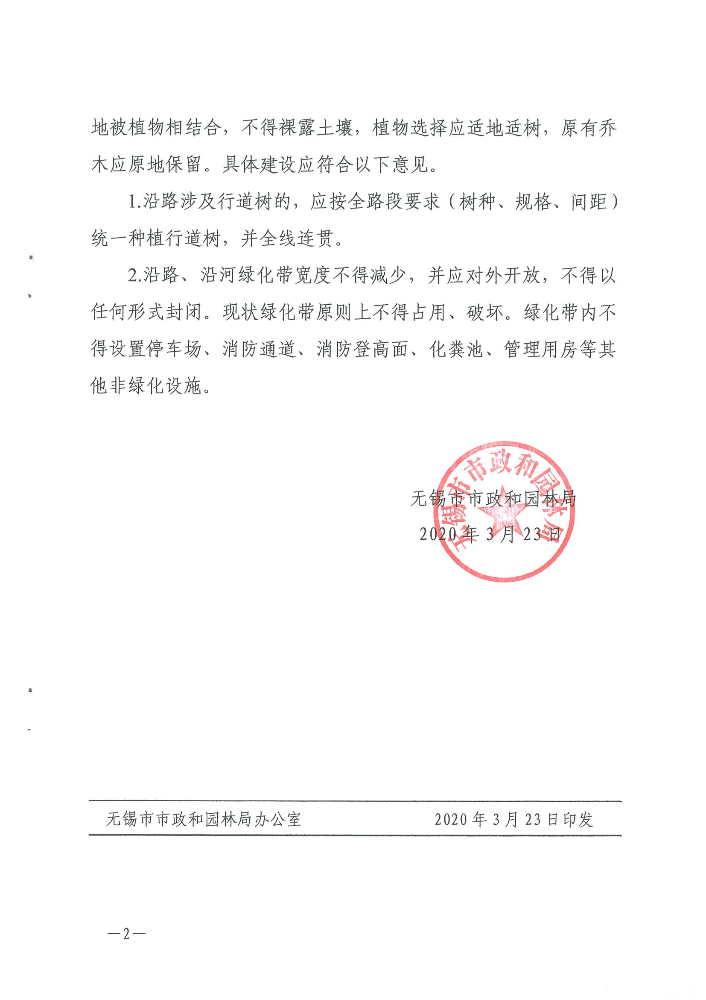 地被植物相结合，不得裸露土壤，植物选择应适地适树，原有乔
木应原地保留。具体建设应符合以下意见。
1.沿路涉及行道树的，应按全路段要求（树种、规格、间距）
统一种植行道树，并全线连贯。
2.沿路、沿河绿化带宽度不得减少，并应对外开放，不得以
任何形式封闭。现状绿化带原则上不得占用、破坏。绿化带内不
得设置停车场、消防通道、消防登高面、化粪池、管理用房等其
他非绿化设施。
无锡市市政和园林局
无锡市市政和园林局
2020年3月23日
无锡市市政和园林局办公室 2020年3月23日印发
—2—